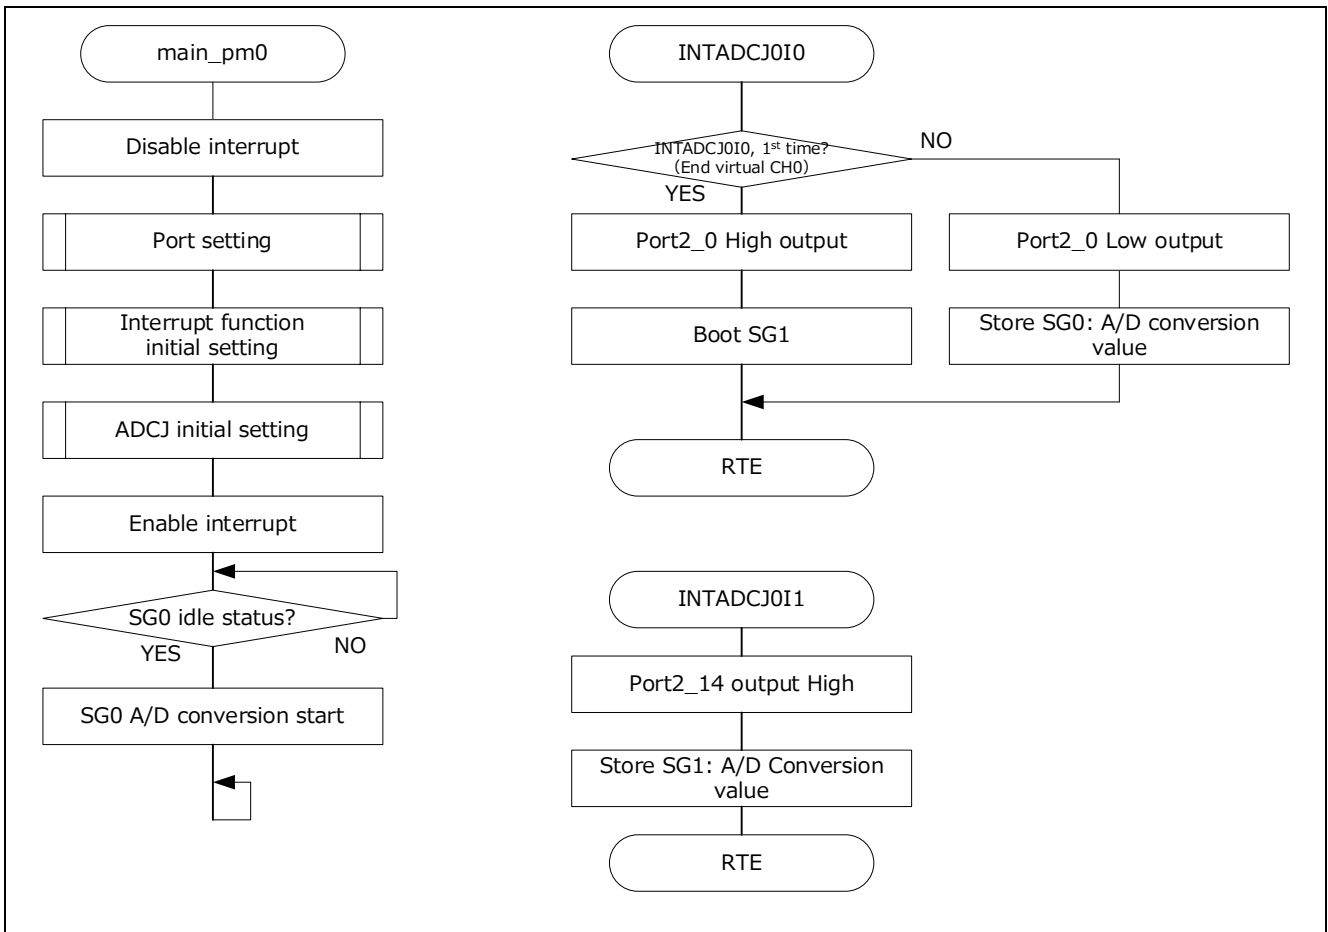 main_pm0
Disable interrupt
Port setting
Interrupt function
initial setting
ADCJ initial setting
Enable interrupt
SG0 idle status?
YES
NO
SG0 A/D conversion start
INTADCJ0I0
INTADCJ0I0, 1st time?
(End virtual CH0)
NO
YES
Port2_0 High output
Port2_0 Low output
Boot SG1
Store SG0: A/D conversion
value
RTE
INTADCJ0I1
Port2_14 output High
Store SG1: A/D Conversion
value
RTE